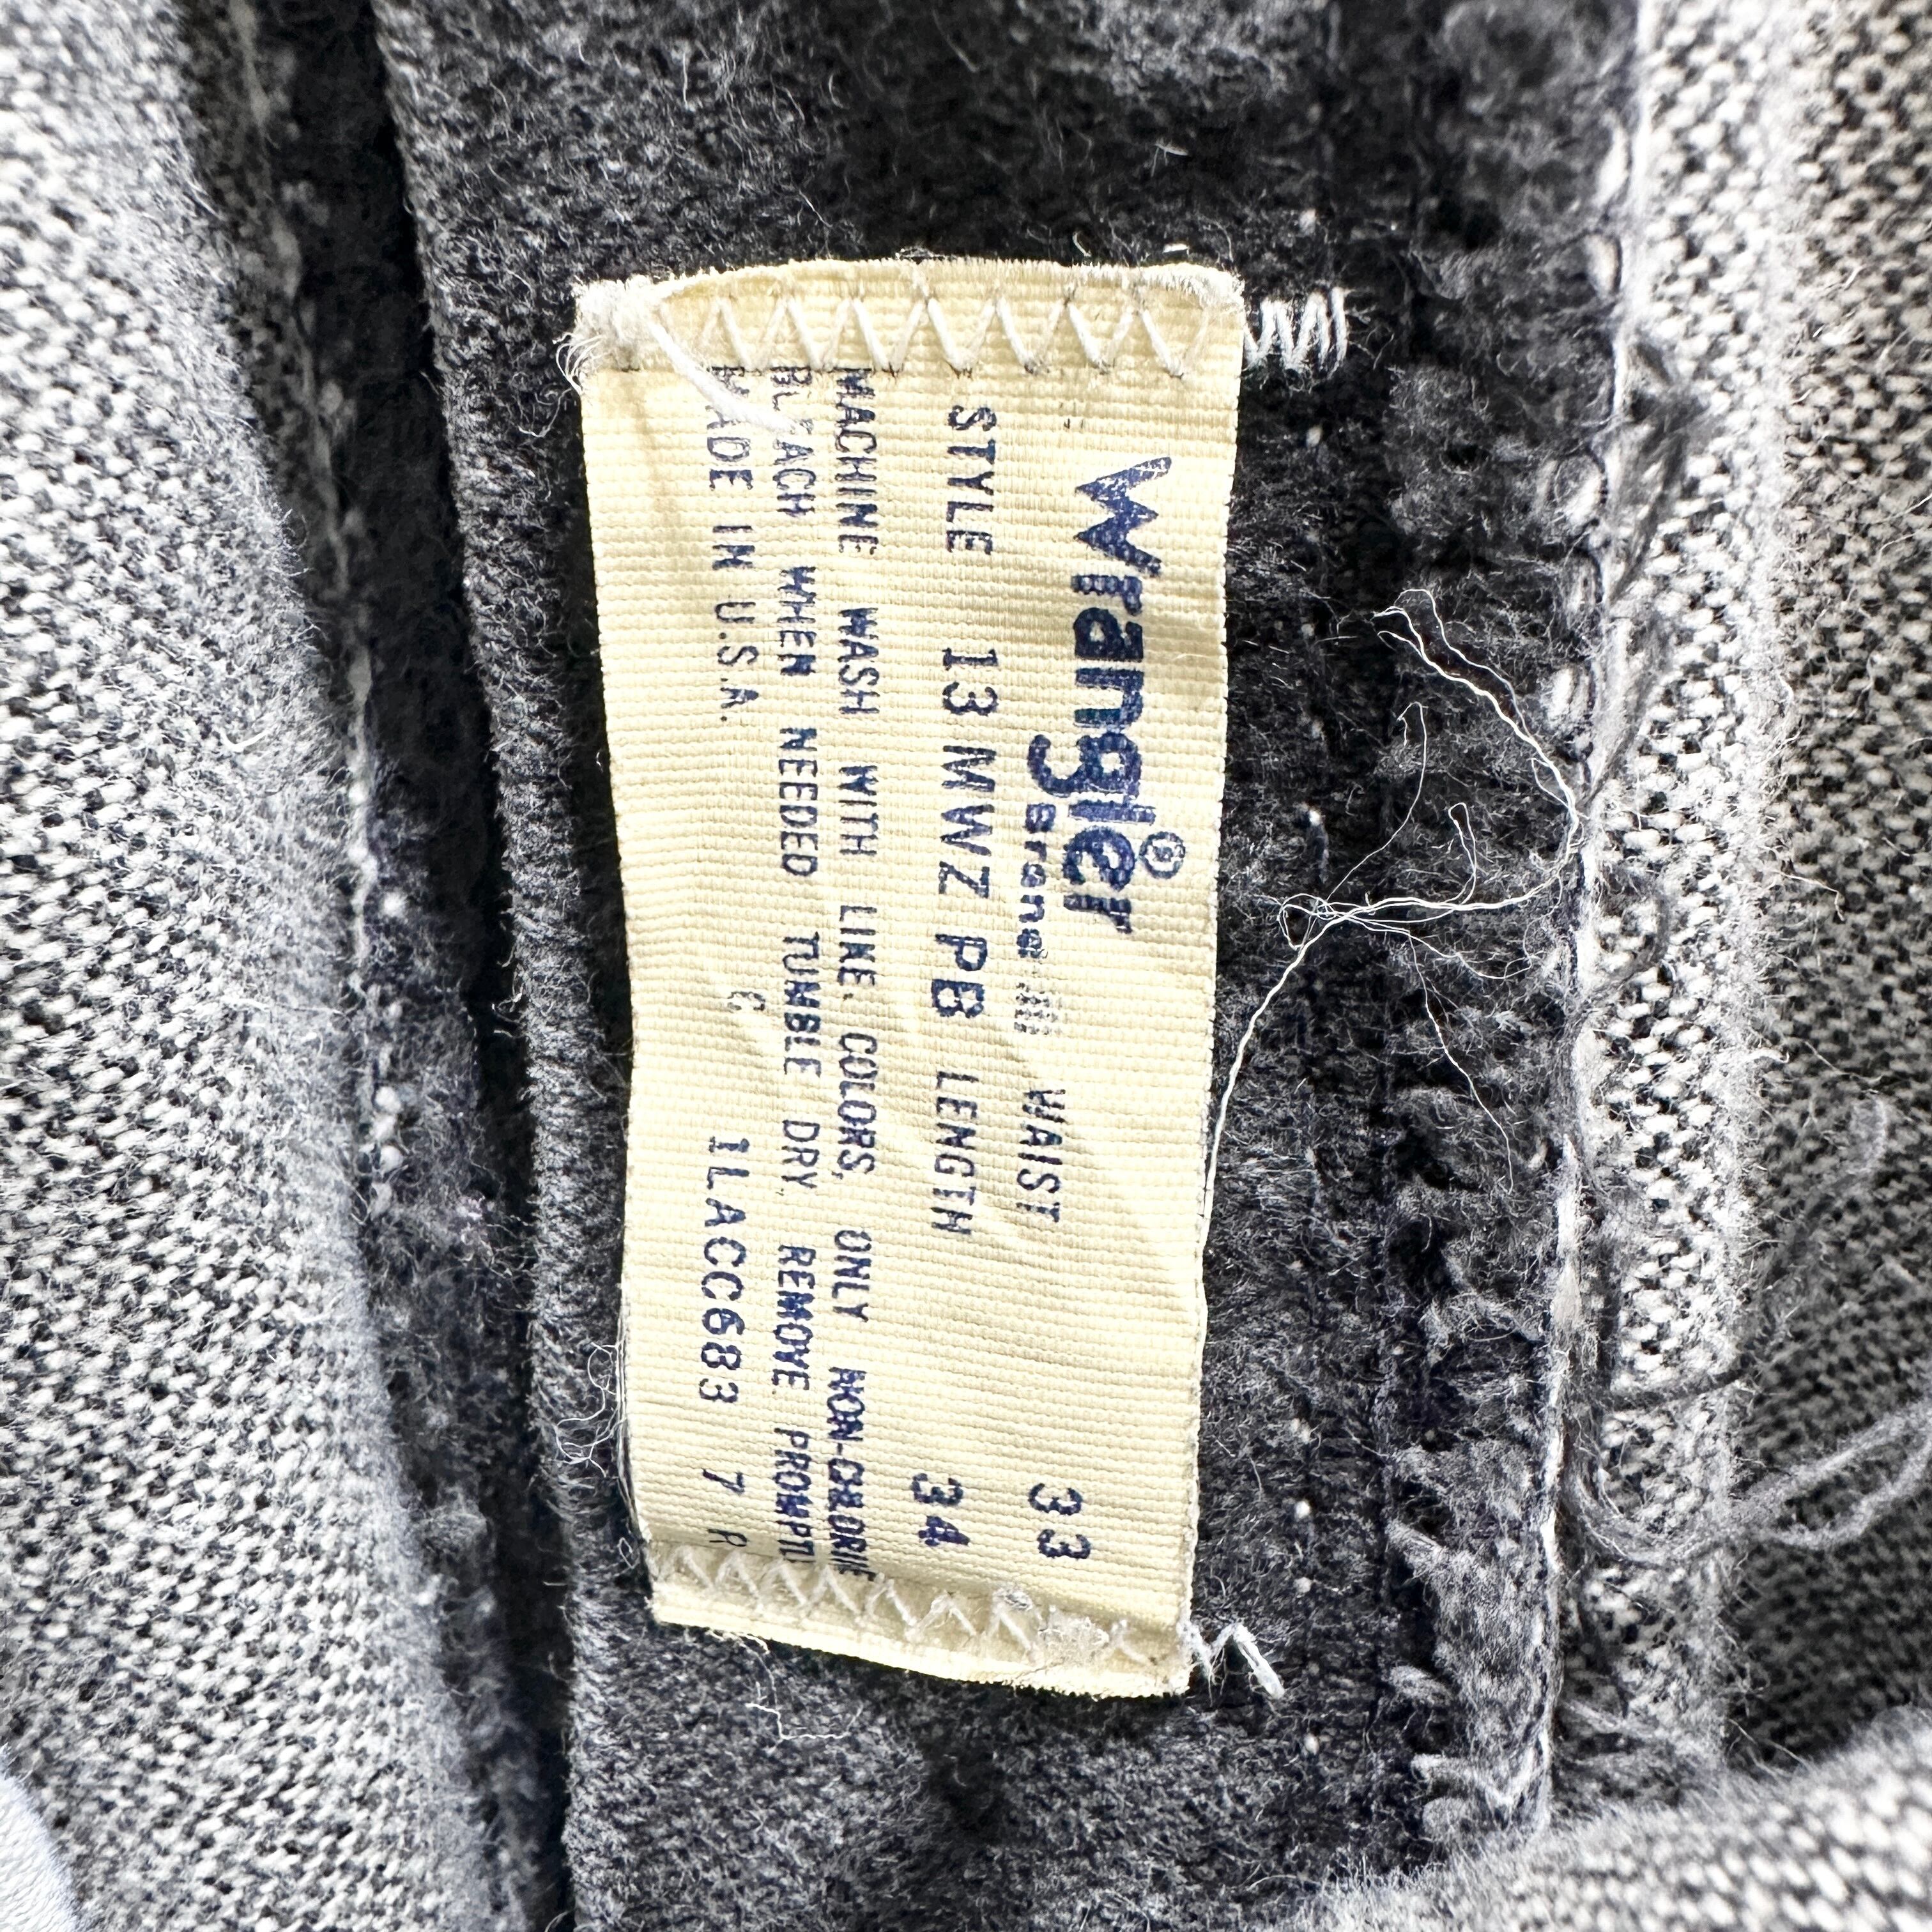 Wrangler®
Brand WAIST 33
STYLE 13 MWZ PB LENGTH 34
MACHINE WASH WITH LIKE COLORS, ONLY NON-CHLORINE
BLEACH WHEN NEEDED TUMBLE DRY, REMOVE PROMPTL
MADE IN U.S.A. C 1LACC683 7 R